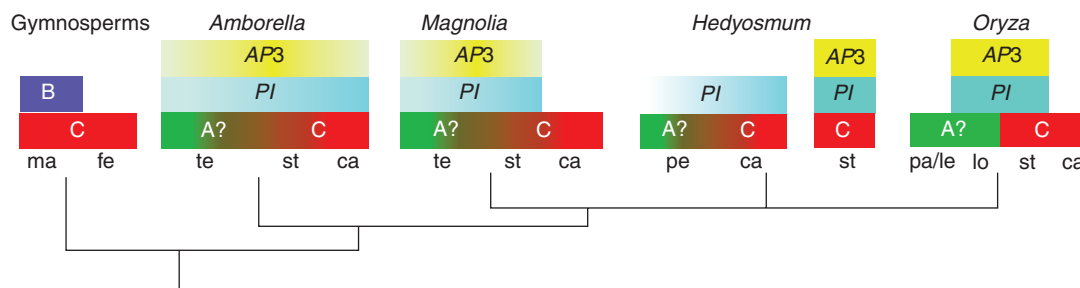 Gymnosperms Amborella Magnolia Hedyosmum Oryza
AP3 AP3 AP3 AP3
B PI PI PI PI PI
C A? C A? C A? C C A? C
ma fe te st ca te st ca pe ca st pa/le lo st ca